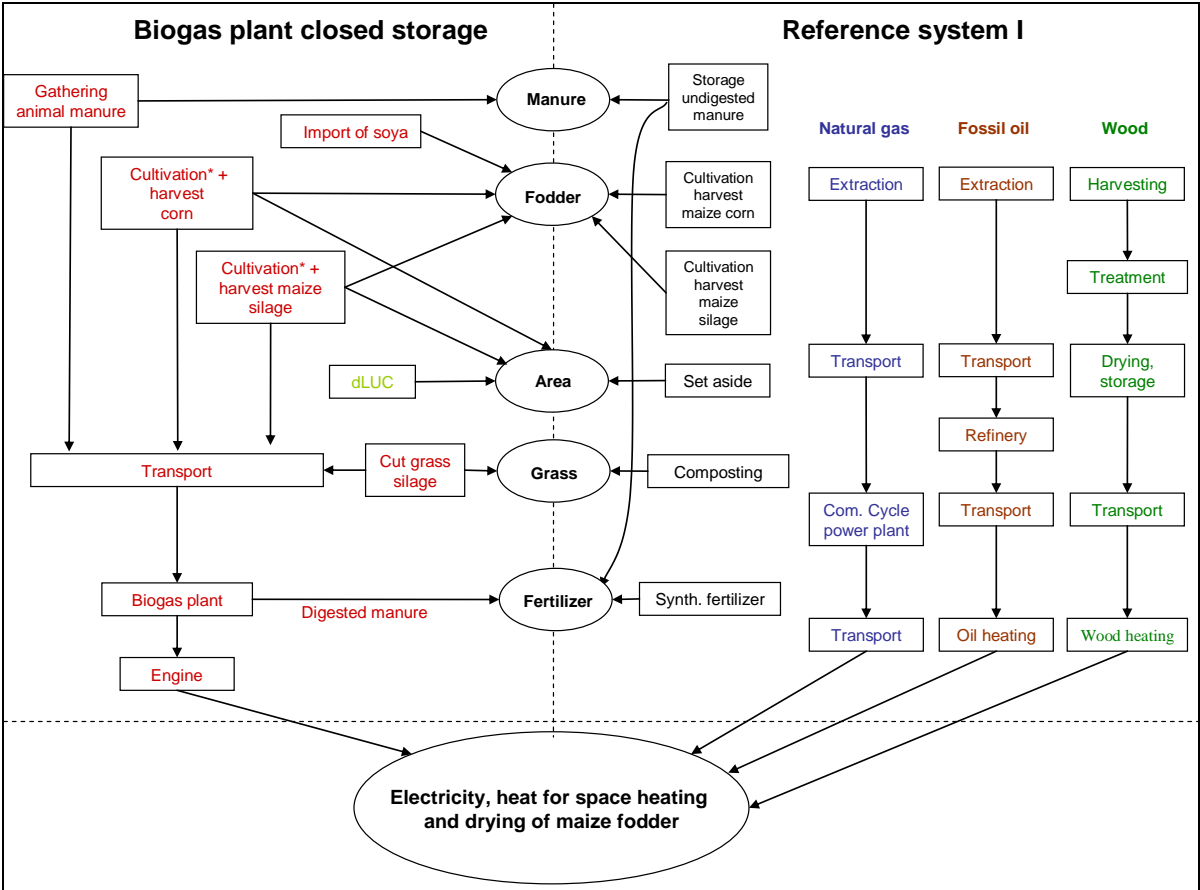 Biogas plant closed storage
Reference system I
Gathering
animal manure
Manure
Storage
undigested
manure
Import of soya
Natural gas
Fossil oil
Wood
Cultivation* +
harvest
corn
Fodder
Cultivation
harvest
maize corn
Extraction
Extraction
Harvesting
Cultivation* +
harvest maize
silage
Cultivation
harvest
maize
silage
Treatment
dLUC
Area
Set aside
Transport
Transport
Drying,
storage
Refinery
Transport
Cut grass
silage
Grass
Composting
Com. Cycle
power plant
Transport
Transport
Biogas plant
Digested manure
Fertilizer
Synth. fertilizer
Transport
Oil heating
Wood heating
Engine
Electricity, heat for space heating
and drying of maize fodder